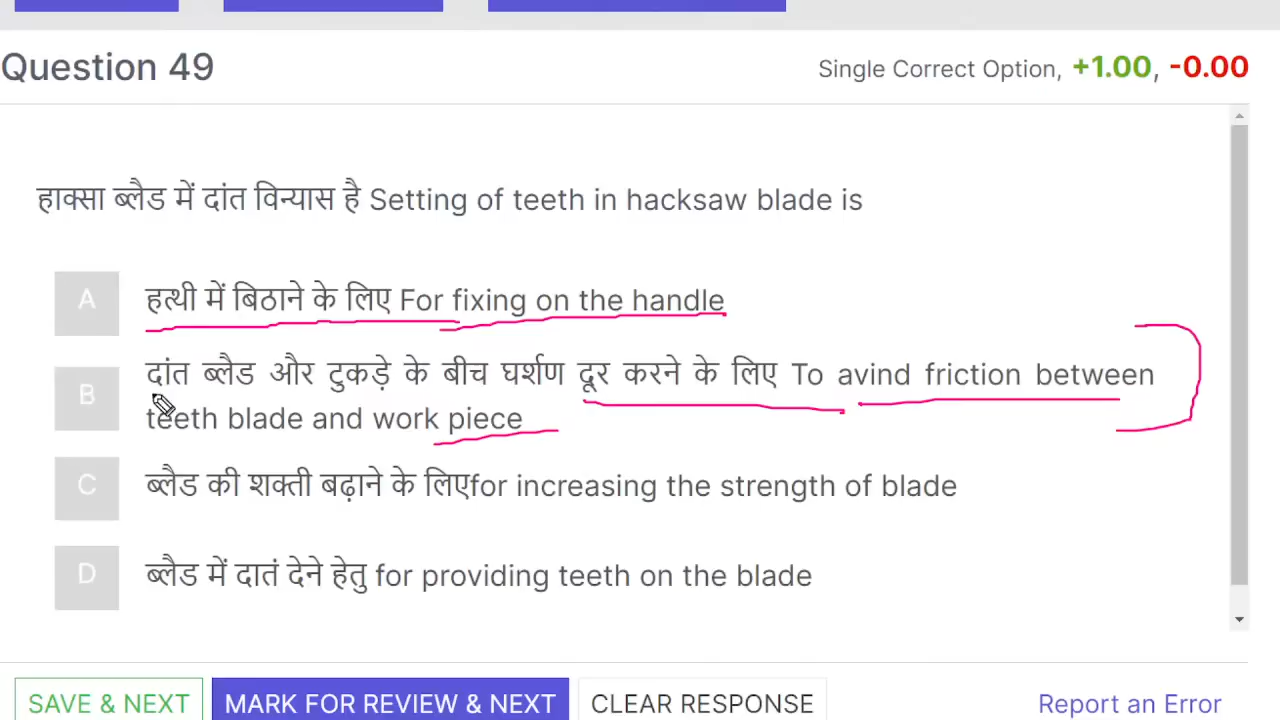 Question 49
Single Correct Option, +1.00, -0.00
हाक्सा ब्लैड में दांत विन्यास है Setting of teeth in hacksaw blade is
A
हत्थी में बिठाने के लिए For fixing on the handle
B
दांत ब्लैड और टुकड़े के बीच घर्शण दूर करने के लिए To avind friction between
teeth blade and work piece
C
ब्लैड की शक्ती बढ़ाने के लिएfor increasing the strength of blade
D
ब्लैड में दातं देने हेतु for providing teeth on the blade
SAVE & NEXT
MARK FOR REVIEW & NEXT
CLEAR RESPONSE
Report an Error